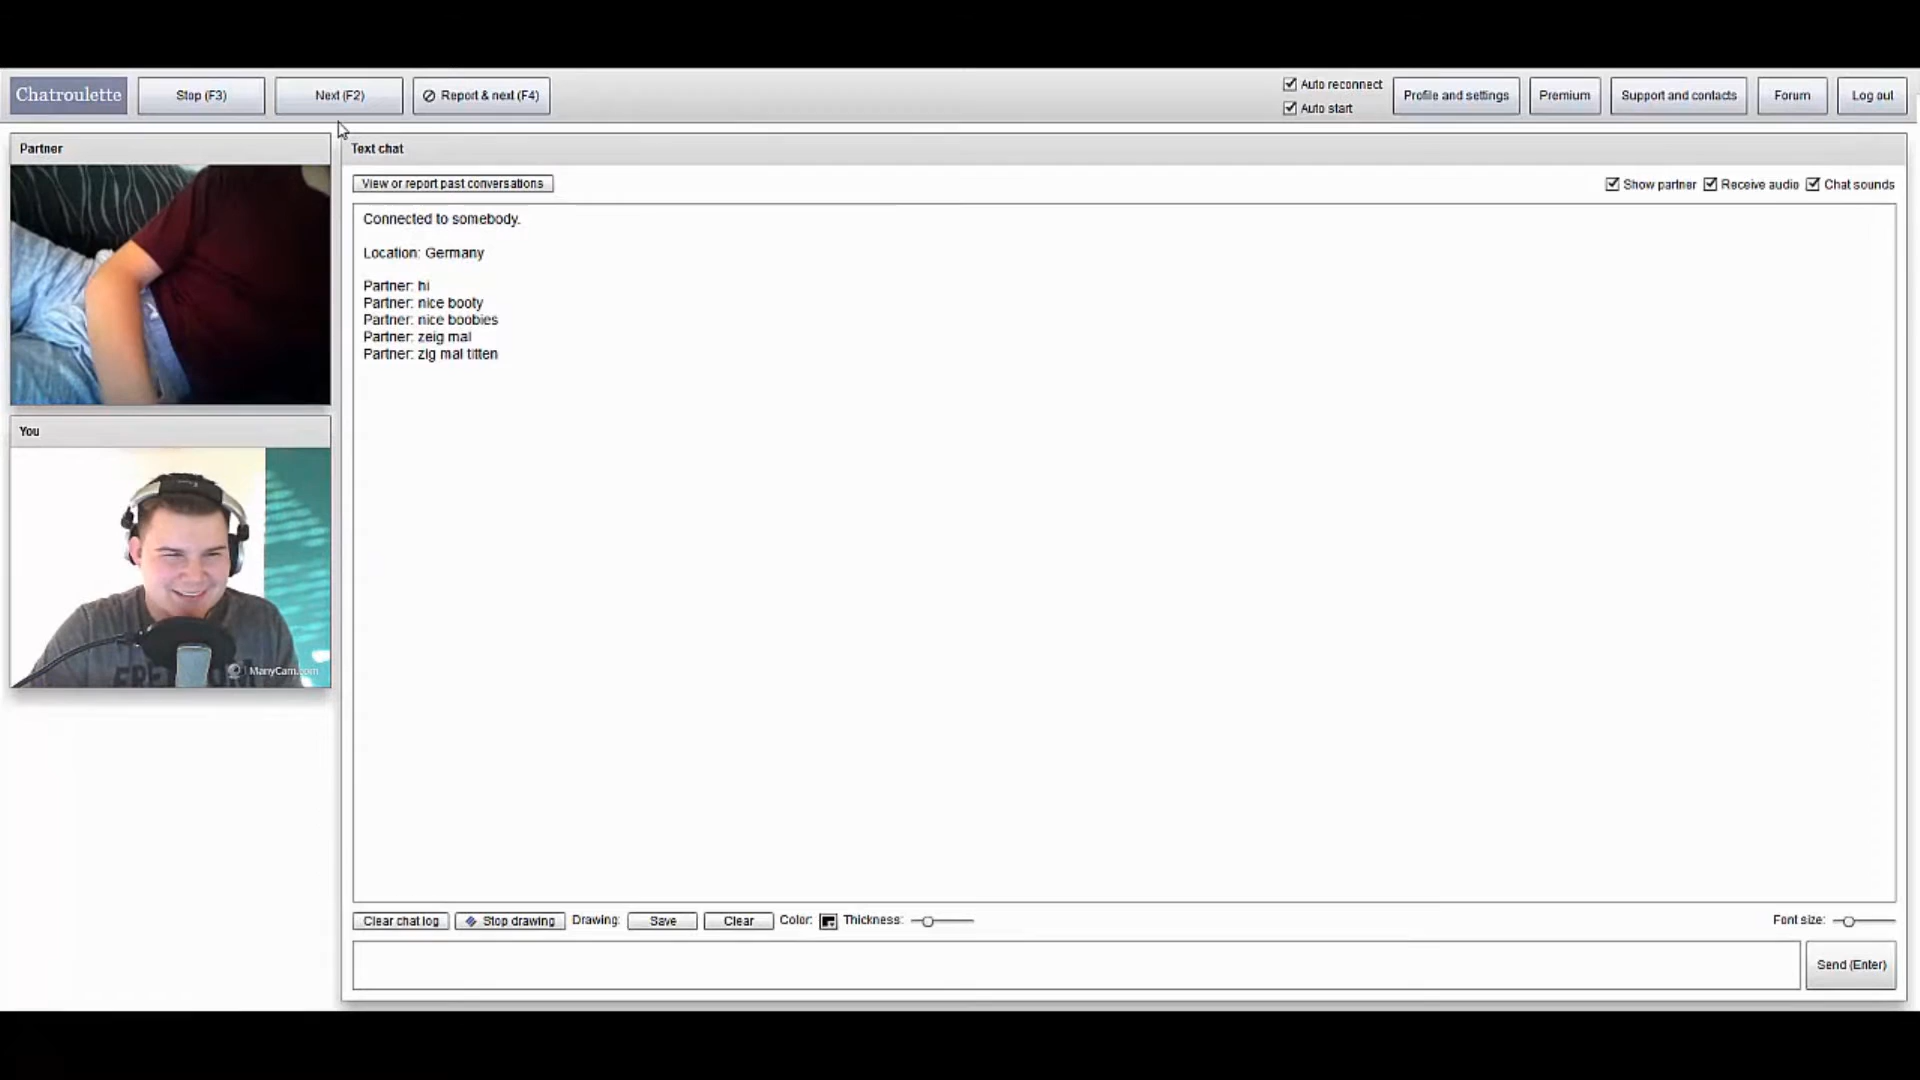 Chatroulette
Stop (F3)
Next (F2)
Report & next (F4)
Auto reconnect
Auto start
Profile and settings
Premium
Support and contacts
Forum
Log out
Partner
Text chat
View or report past conversations
Show partner
Receive audio
Chat sounds
Connected to somebody.
Location: Germany
Partner: hi
Partner: nice booty
Partner: nice boobies
Partner: zeig mal
Partner: zig mal titten
You
ManyCam.com
Clear chat log
Stop drawing
Drawing:
Save
Clear
Color:
Thickness:
Font size:
Send (Enter)